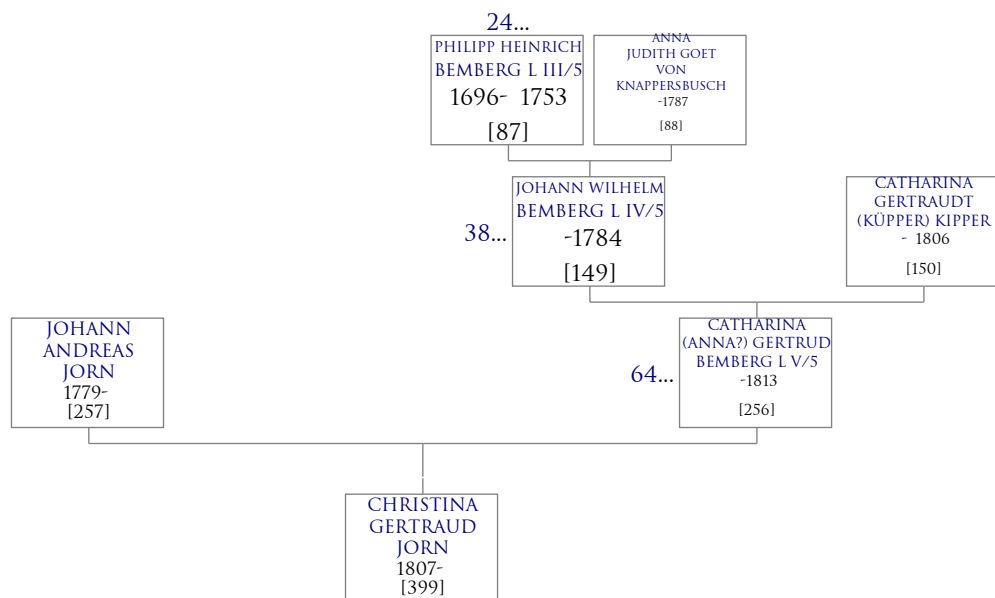 24...
PHILIPP HEINRICH
BEMBERG L III/5
1696- 1753
[87]
ANNA
JUDITH GOET
VON
KNAPPERSBUSCH
-1787
[88]
38...
JOHANN WILHELM
BEMBERG L IV/5
-1784
[149]
CATHARINA
GERTRAUDT
(KÜPPER) KIPPER
- 1806
[150]
JOHANN
ANDREAS
JORN
1779-
[257]
64...
CATHARINA
(ANNA?) GERTRUD
BEMBERG L V/5
-1813
[256]
CHRISTINA
GERTRAUD
JORN
1807-
[399]